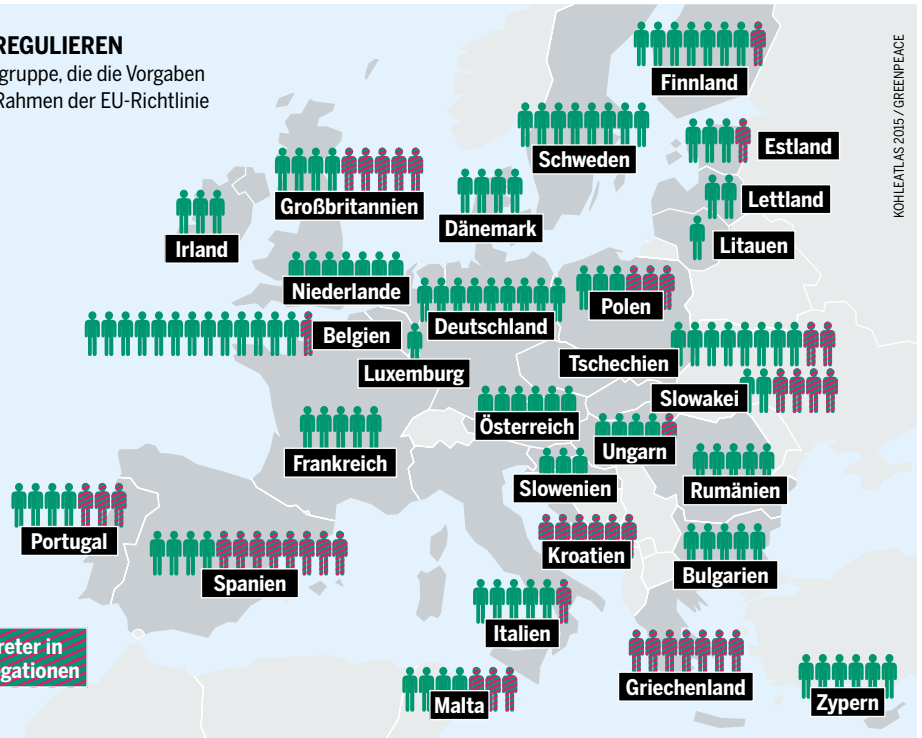 REGULIEREN
gruppe, die die Vorgaben
Rahmen der EU-Richtlinie
KOHLEATLAS 2015 / GREENPEACE
Finnland
Schweden
Estland
Großbritannien
Lettland
Dänemark
Irland
Litauen
Niederlande
Polen
Deutschland
Belgien
Tschechien
Luxemburg
Slowakei
Österreich
Ungarn
Frankreich
Slowenien
Rumänien
Portugal
Kroatien
Spanien
Bulgarien
Italien
reter in
gationen
Griechenland
Malta
Zypern